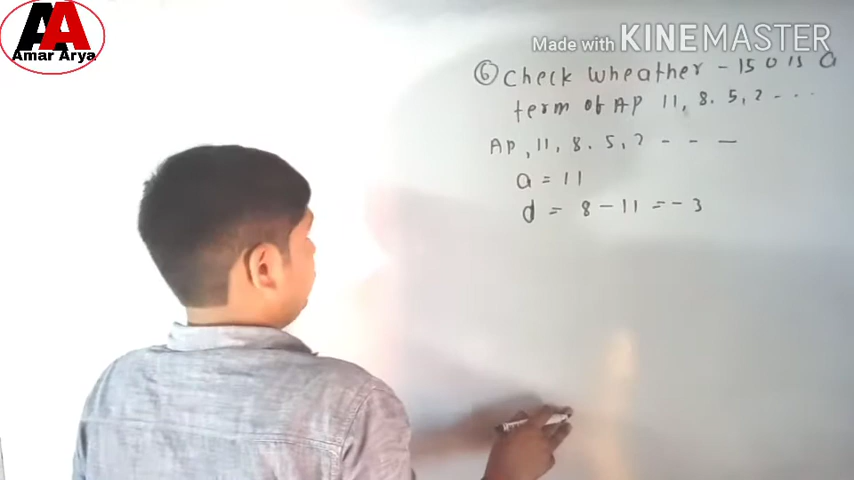 AA
Amar Arya
Made with KINEMASTER
⑥ Check wheather - 150 is a
term of AP 11, 8. 5, 2 - - -
AP, 11, 8. 5, 2 - - —
a = 11
d = 8 - 11 = - 3